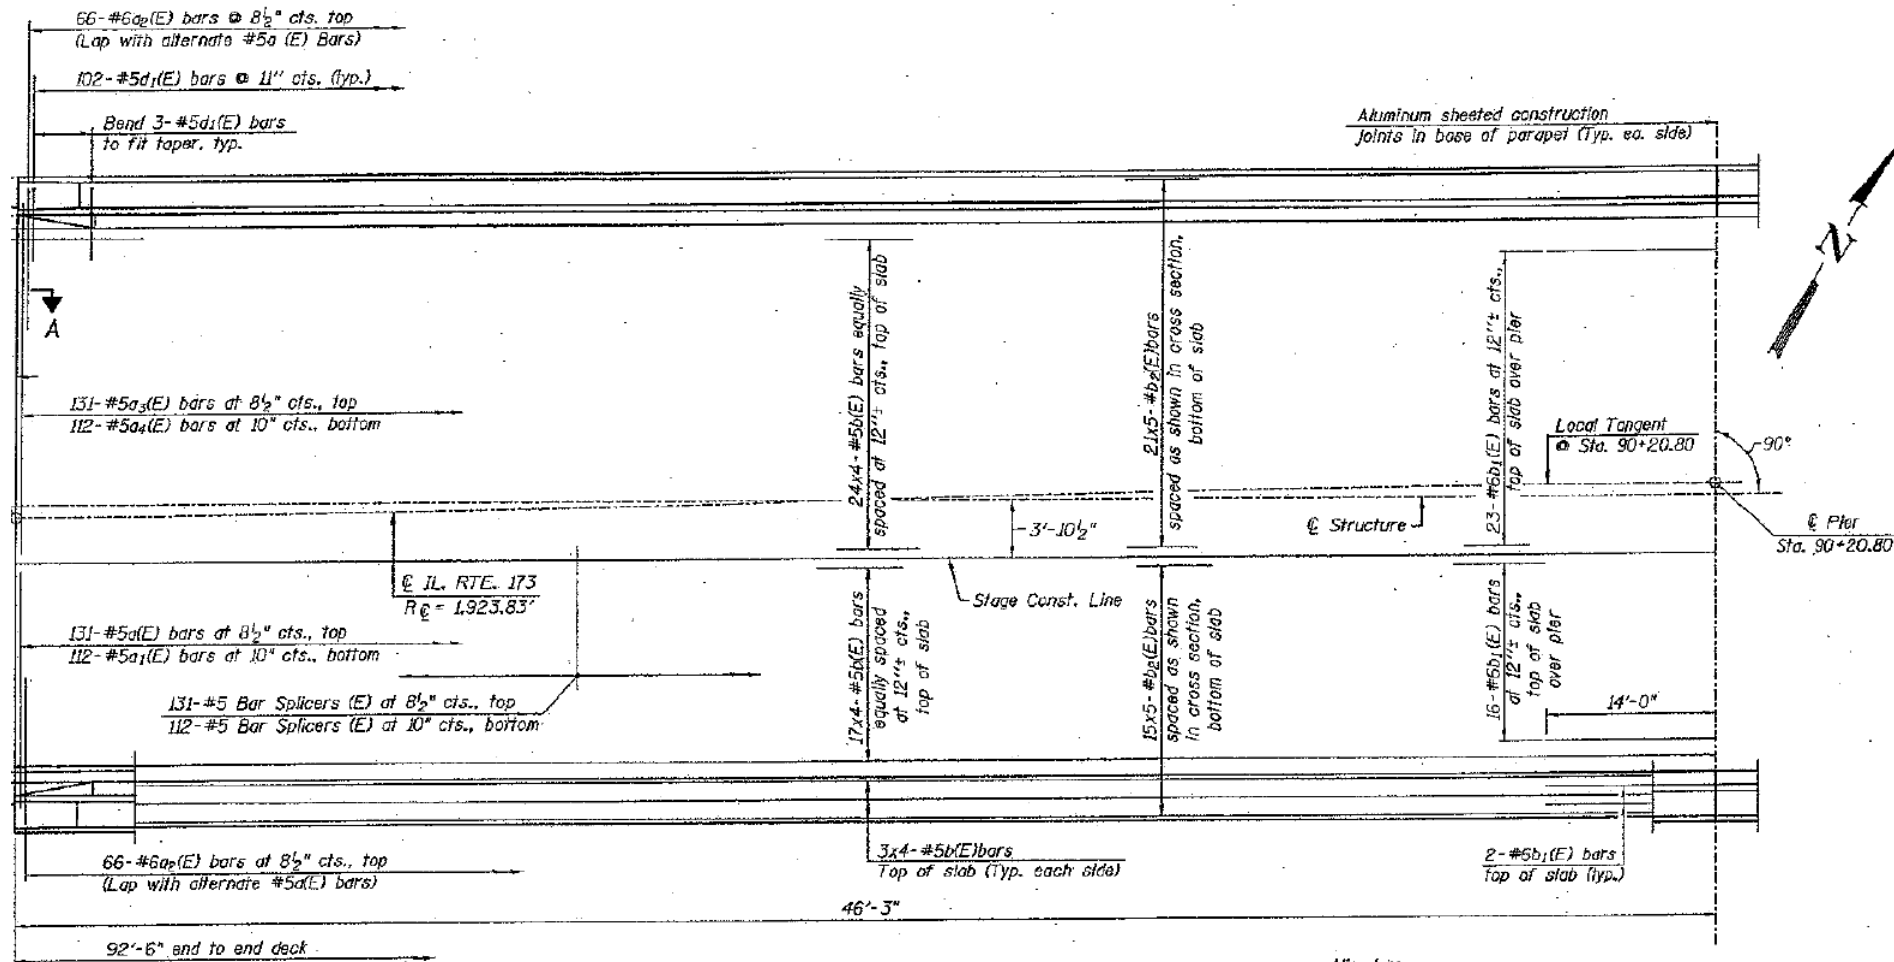 66-#6a2(E) bars @ 8½" cts. top
(Lap with alternate #5a (E) Bars)
102-#5d1(E) bars @ 11" cts. (typ.)
Bend 3-#5d1(E) bars
to fit taper, typ.
Aluminum sheeted construction
joints in base of parapet (Typ. ea. side)
N
A
24x4-#5b(E) bars equally
spaced at 12"± cts., top of slab
21x5-#b2(E)bars
spaced as shown in cross section,
bottom of slab
23-#6b1(E) bars at 12"± cts.,
top of slab over pier
131-#5a3(E) bars at 8½" cts., top
112-#5a4(E) bars at 10" cts., bottom
Local Tangent
@ Sta. 90+20.80
90°
3'-10½"
℄ Structure
℄ Pier
Sta. 90+20.80
℄ IL. RTE. 173
R℄ = 1,923.83'
Stage Const. Line
131-#5a(E) bars at 8½" cts., top
112-#5a1(E) bars at 10" cts., bottom
131-#5 Bar Splicers (E) at 8½" cts., top
112-#5 Bar Splicers (E) at 10" cts., bottom
17x4-#5b(E) bars
equally spaced
at 12"± cts.,
top of slab
15x5-#b2(E)bars
spaced as shown
in cross section,
bottom of slab
16-#6b1(E) bars
at 12"± cts.,
top of slab
over pier
14'-0"
66-#6a2(E) bars at 8½" cts., top
(Lap with alternate #5a(E) bars)
3x4-#5b(E)bars
Top of slab (Typ. each side)
2-#6b1(E) bars
top of slab (typ.)
46'-3"
92'-6" end to end deck